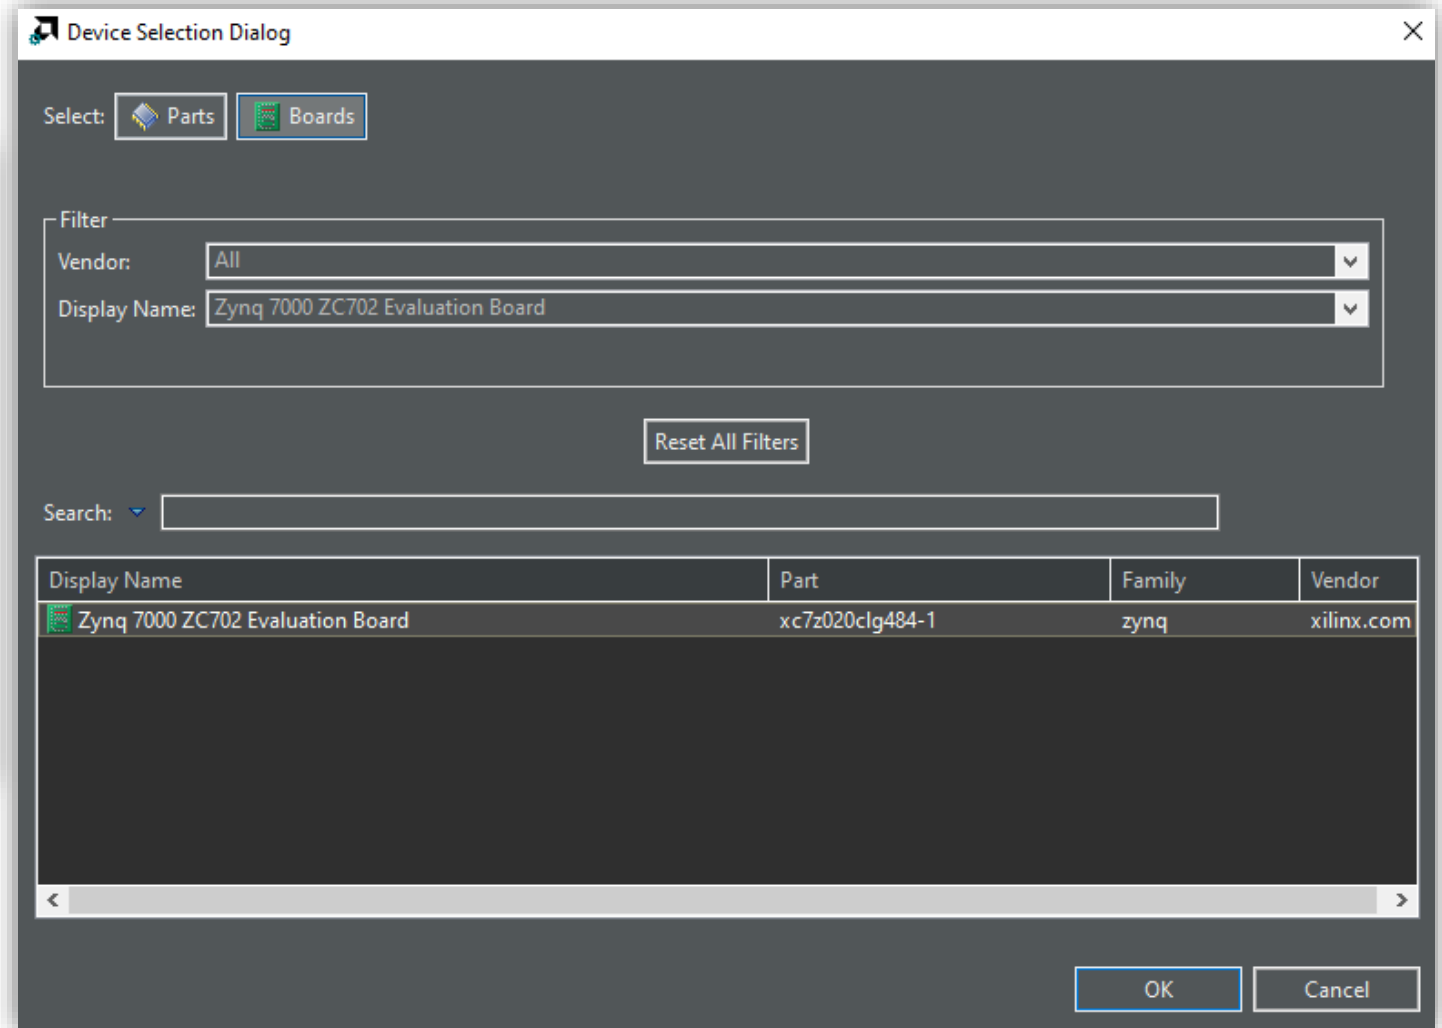 Device Selection Dialog
Select: Parts Boards
Filter
Vendor: All
Display Name: Zynq 7000 ZC702 Evaluation Board
Reset All Filters
Search:
Display Name Part Family Vendor
Zynq 7000 ZC702 Evaluation Board xc7z020clg484-1 zynq xilinx.com
OK Cancel